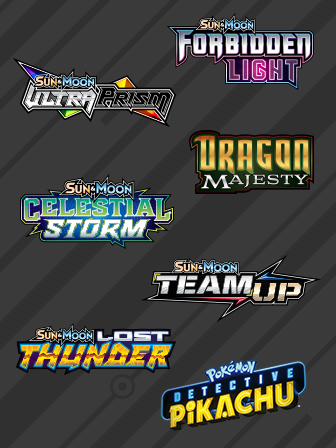 SUN & MOON
FORBIDDEN
LIGHT
SUN & MOON
ULTRA PRISM
DRAGON
MAJESTY
SUN & MOON
CELESTIAL
STORM
SUN & MOON
TEAM UP
SUN & MOON LOST
THUNDER
POKéMON
DETECTIVE
PiKACHU